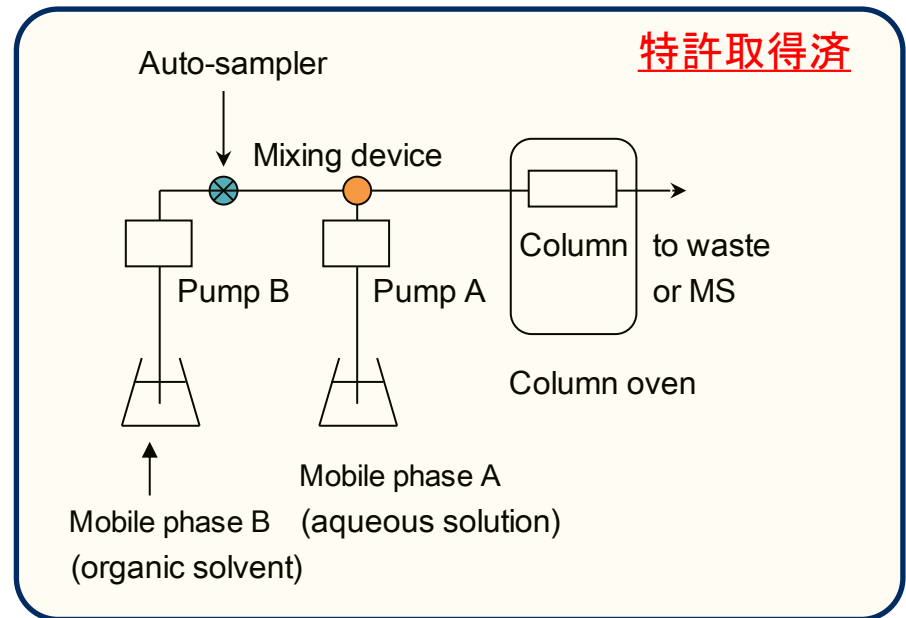 特許取得済
Auto-sampler
Mixing device
Column
to waste
or MS
Pump B
Pump A
Column oven
Mobile phase A
(aqueous solution)
Mobile phase B
(organic solvent)